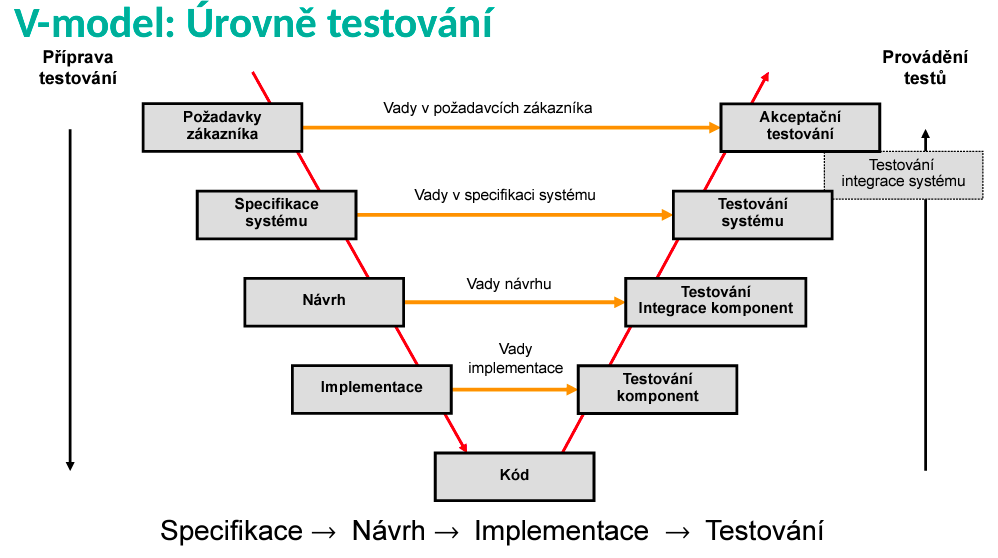 V-model: Úrovně testování
Příprava
testování
Provádění
testů
Požadavky
zákazníka
Vady v požadavcích zákazníka
Akceptační
testování
Testování
integrace systému
Specifikace
systému
Vady v specifikaci systému
Testování
systému
Návrh
Vady návrhu
Testování
Integrace komponent
Implementace
Vady
implementace
Testování
komponent
Kód
Specifikace → Návrh → Implementace → Testování